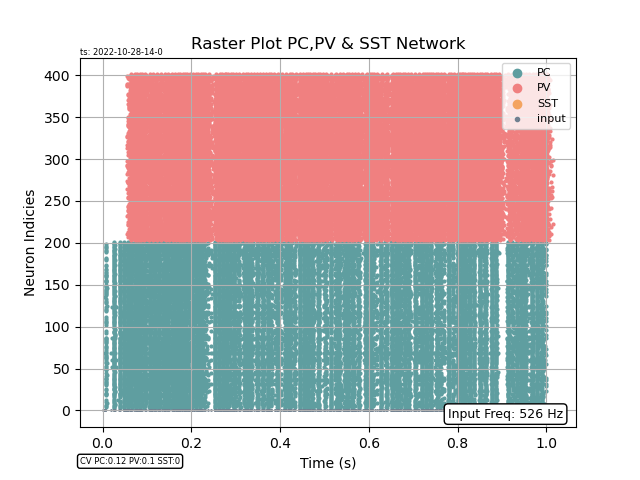 Raster Plot PC,PV & SST Network
ts: 2022-10-28-14-0
PC
PV
SST
input
400
350
300
250
200
150
100
50
0
Neuron Indicies
Input Freq: 526 Hz
0.0 0.2 0.4 0.6 0.8 1.0
Time (s)
CV PC:0.12 PV:0.1 SST:0